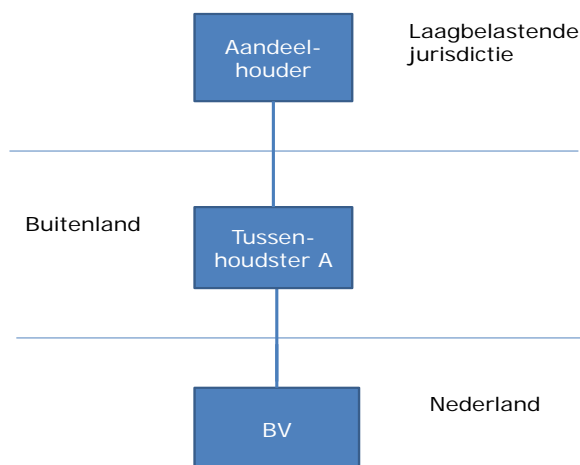 Aandeel-
houder
Laagbelastende
jurisdictie
Buitenland
Tussen-
houdster A
Nederland
BV